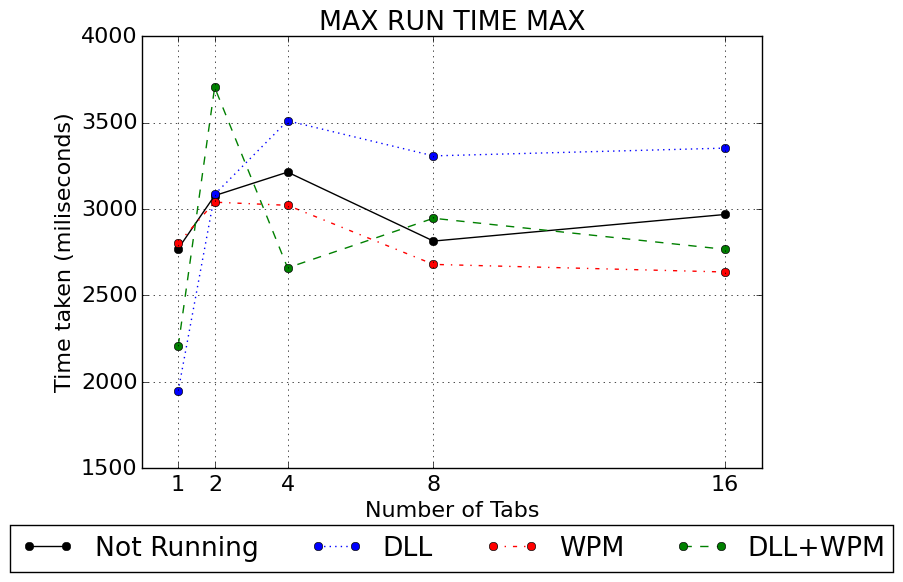 MAX RUN TIME MAX
4000
3500
3000
2500
2000
1500
Time taken (miliseconds)
1 2 4 8 16
Number of Tabs
Not Running DLL WPM DLL+WPM